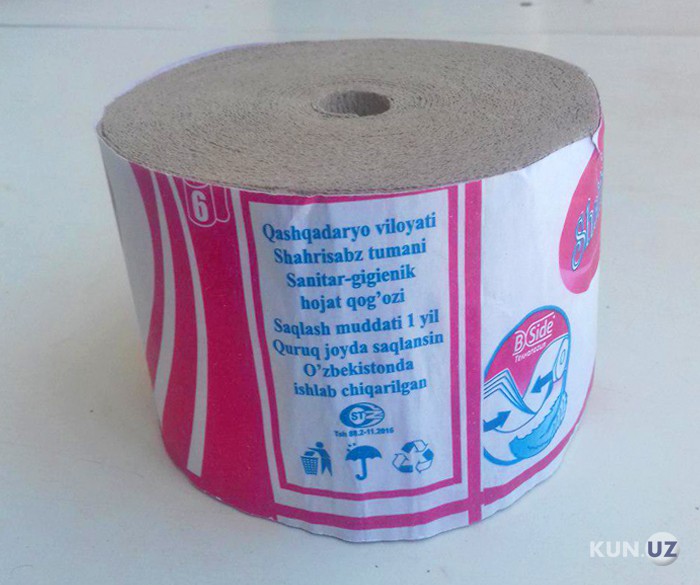 6
Qashqadaryo viloyati
Shahrisabz tumani
Sanitar-gigienik
hojat qog’ozi
Saqlash muddati 1 yil
Quruq joyda saqlansin
O’zbekistonda
ishlab chiqarilgan
ST
B Side
KUN.UZ